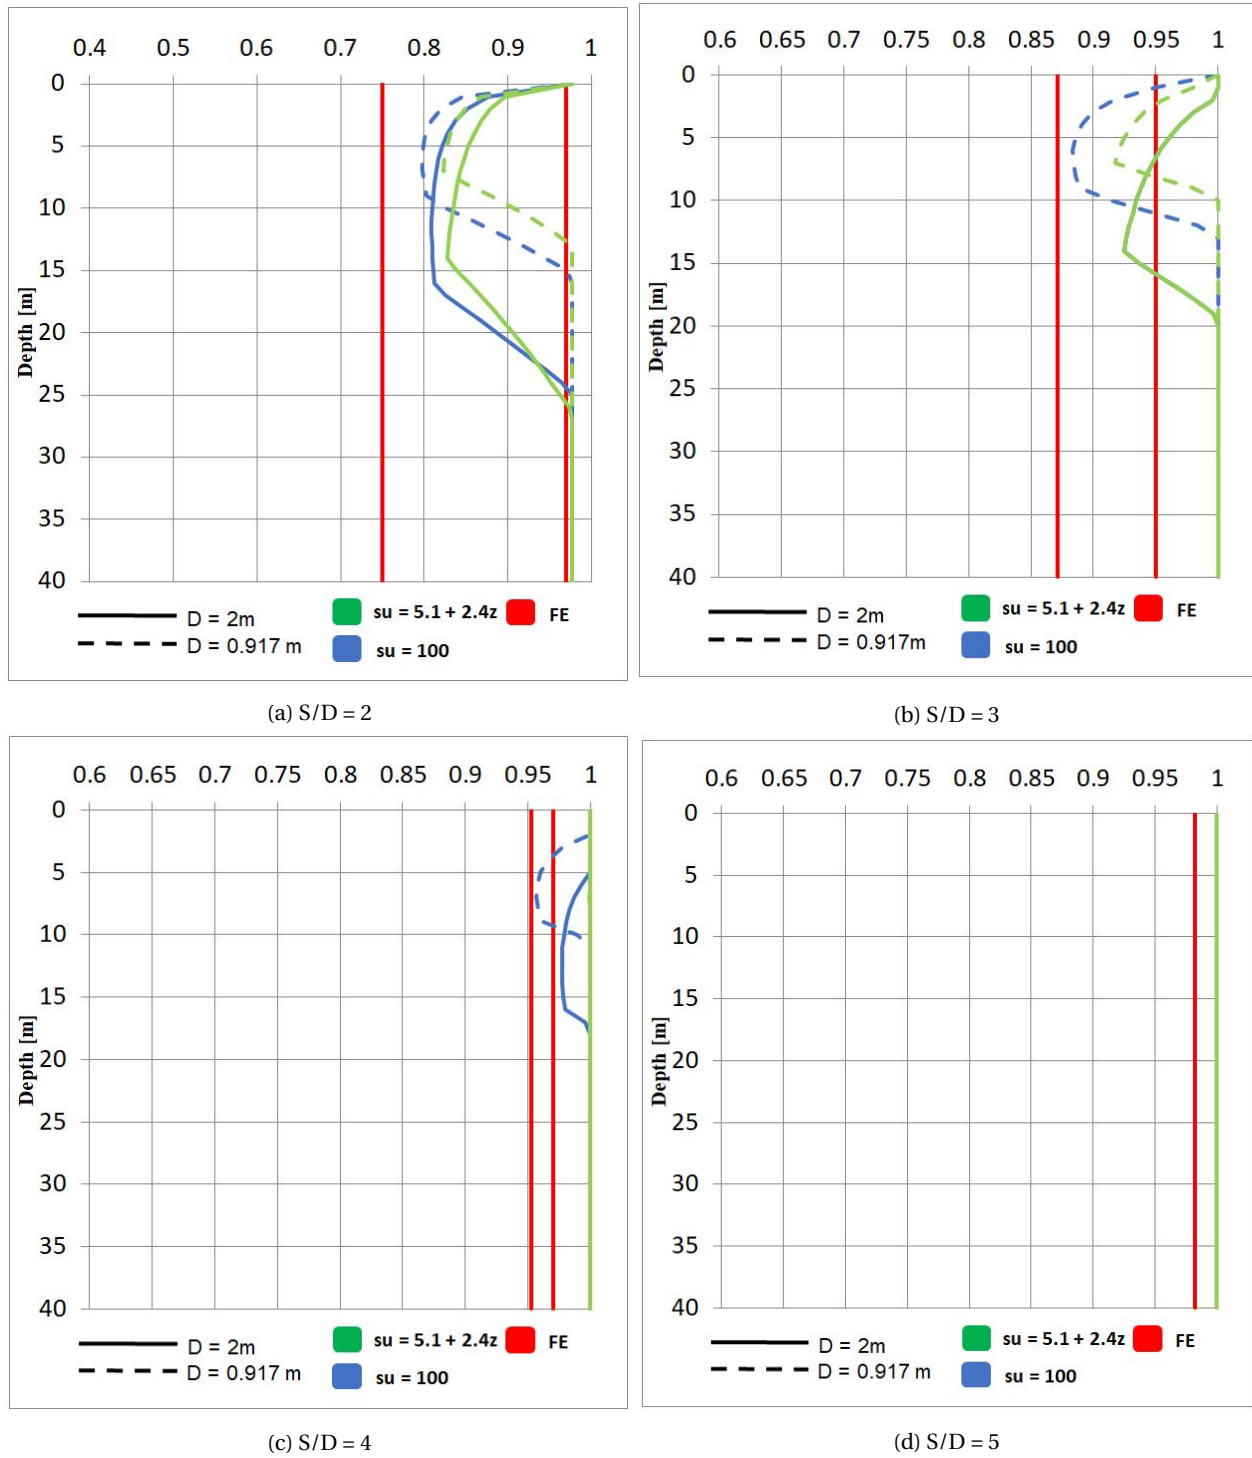 0.4 0.5 0.6 0.7 0.8 0.9 1
0
5
10
15
20
25
30
35
40
Depth [m]
D = 2m
D = 0.917 m
su = 5.1 + 2.4z
FE
su = 100
(a) S/D = 2
0.6 0.65 0.7 0.75 0.8 0.85 0.9 0.95 1
0
5
10
15
20
25
30
35
40
Depth [m]
D = 2m
D = 0.917m
su = 5.1 + 2.4z
FE
su = 100
(b) S/D = 3
0.6 0.65 0.7 0.75 0.8 0.85 0.9 0.95 1
0
5
10
15
20
25
30
35
40
Depth [m]
D = 2m
D = 0.917 m
su = 5.1 + 2.4z
FE
su = 100
(c) S/D = 4
0.6 0.65 0.7 0.75 0.8 0.85 0.9 0.95 1
0
5
10
15
20
25
30
35
40
Depth [m]
D = 2m
D = 0.917 m
su = 5.1 + 2.4z
FE
su = 100
(d) S/D = 5